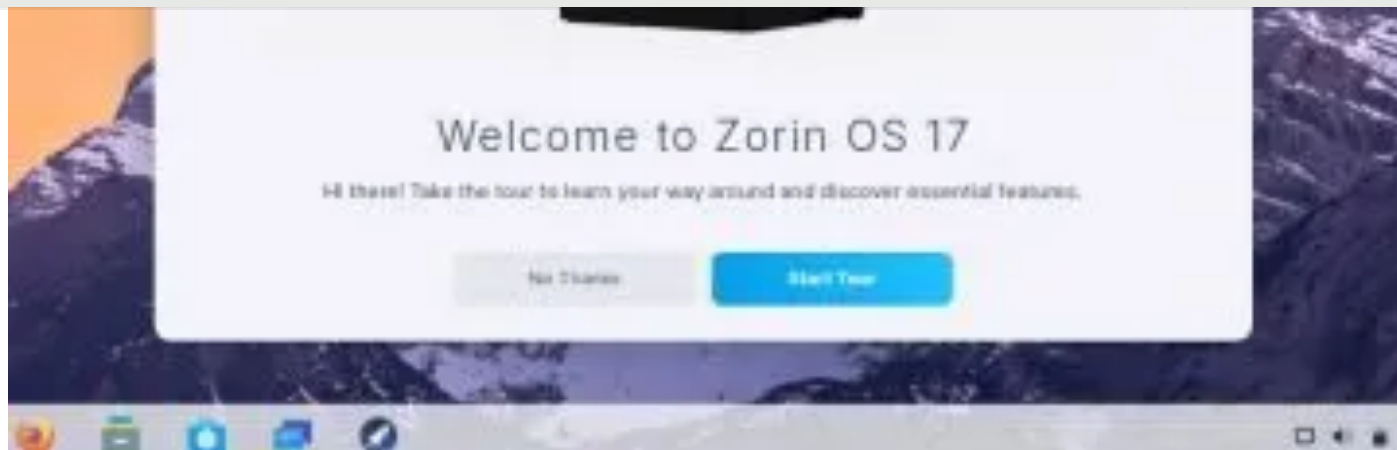 Welcome to Zorin OS 17
Hi there! Take the tour to learn your way around and discover essential features.
No Thanks
Start Tour